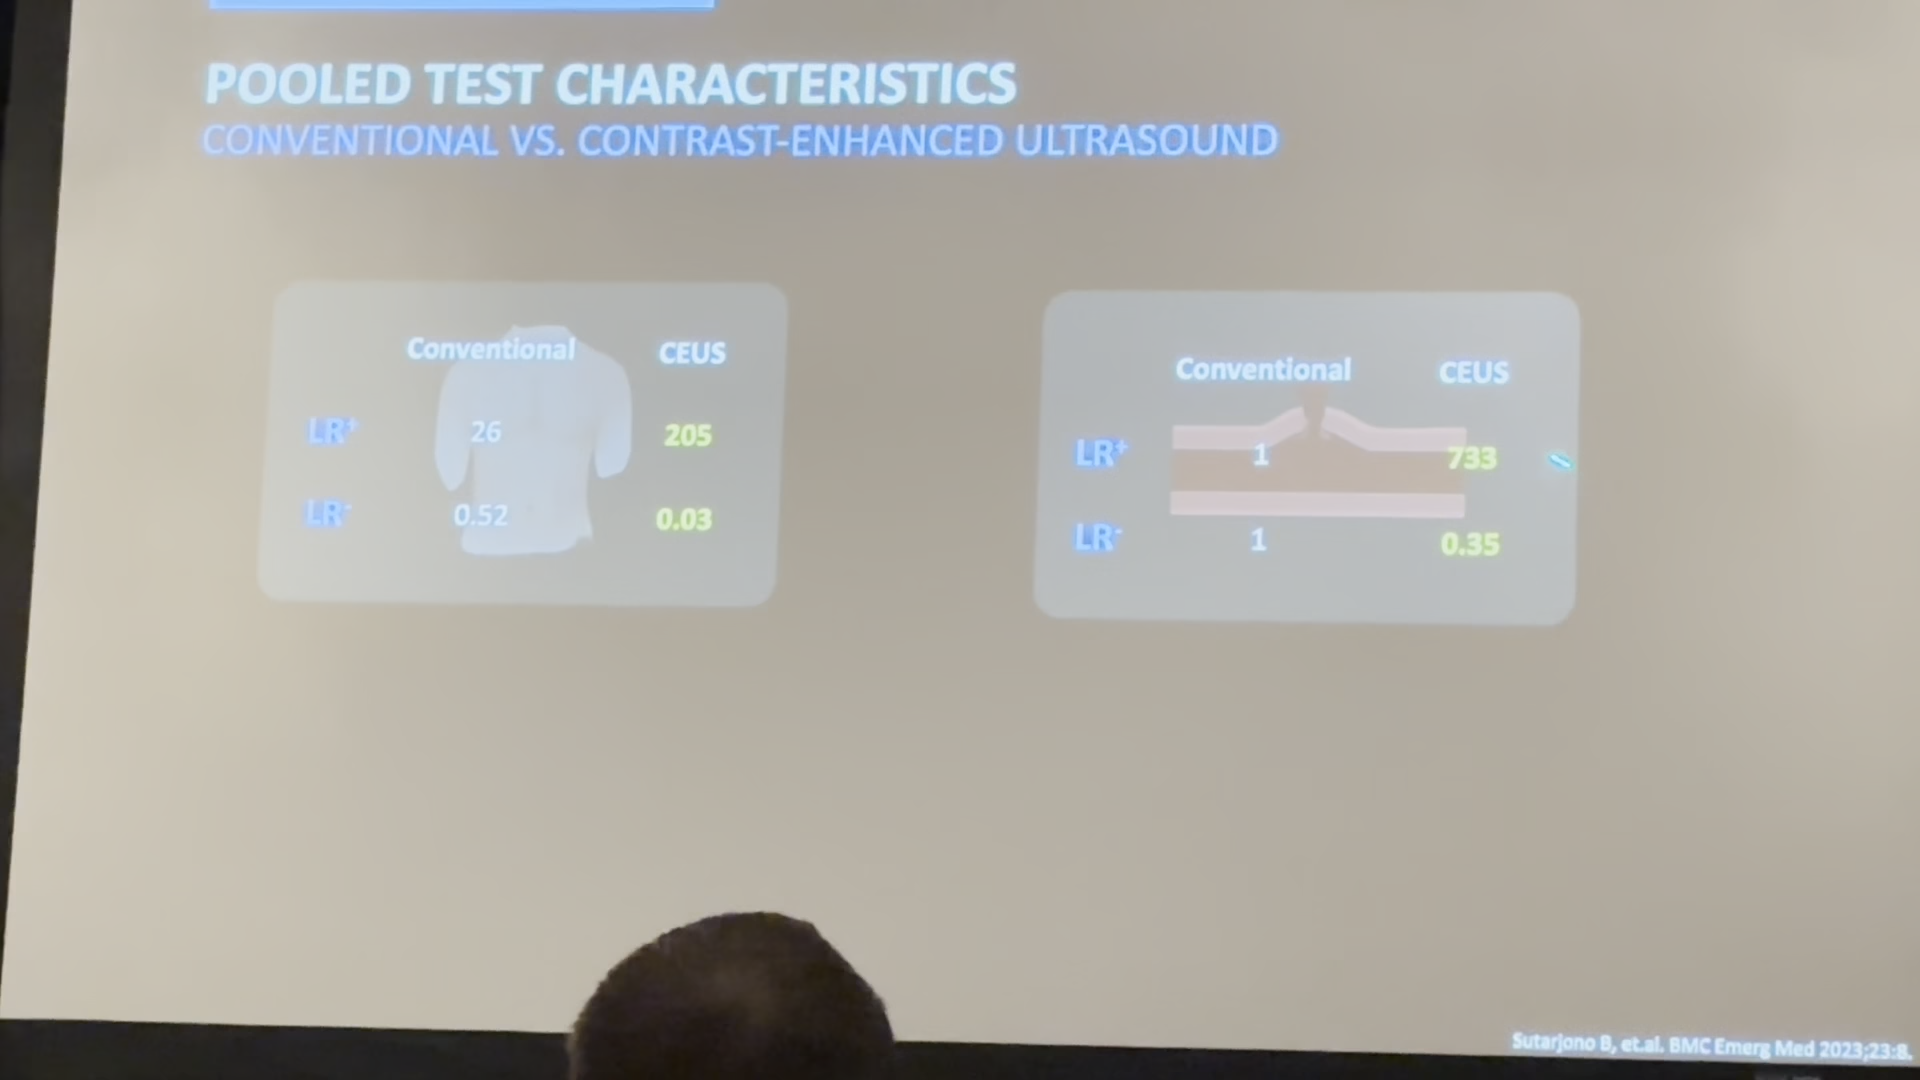 POOLED TEST CHARACTERISTICS
CONVENTIONAL VS. CONTRAST-ENHANCED ULTRASOUND
Conventional CEUS
LR+ 26 205
LR- 0.52 0.03
Conventional CEUS
LR+ 1 733
LR- 1 0.35
Sutarjono B, et.al. BMC Emerg Med 2023;23:8.